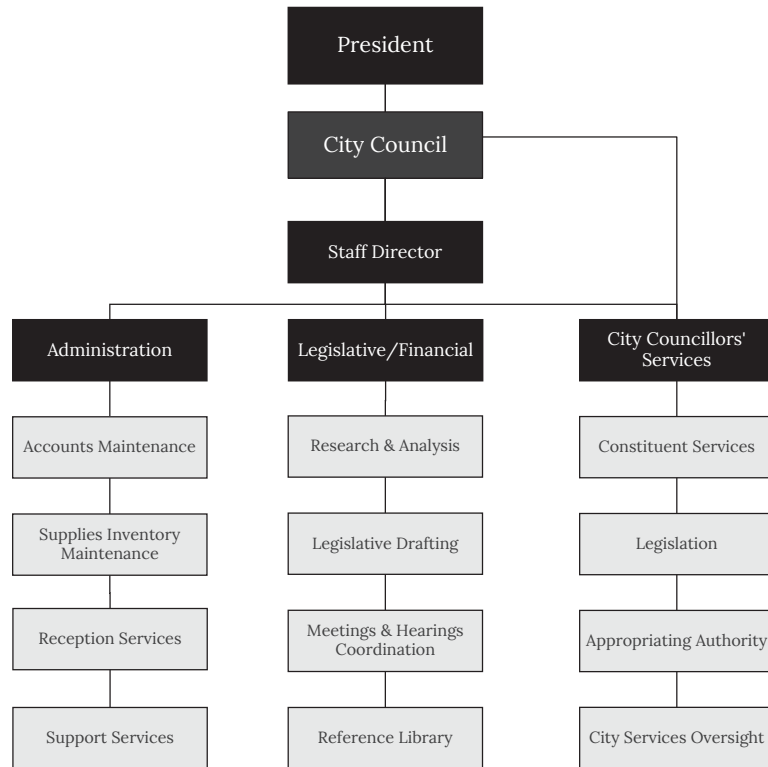 President
City Council
Staff Director
Administration
Legislative/Financial
City Councillors'
Services
Accounts Maintenance
Research & Analysis
Constituent Services
Supplies Inventory
Maintenance
Legislative Drafting
Legislation
Reception Services
Meetings & Hearings
Coordination
Appropriating Authority
Support Services
Reference Library
City Services Oversight